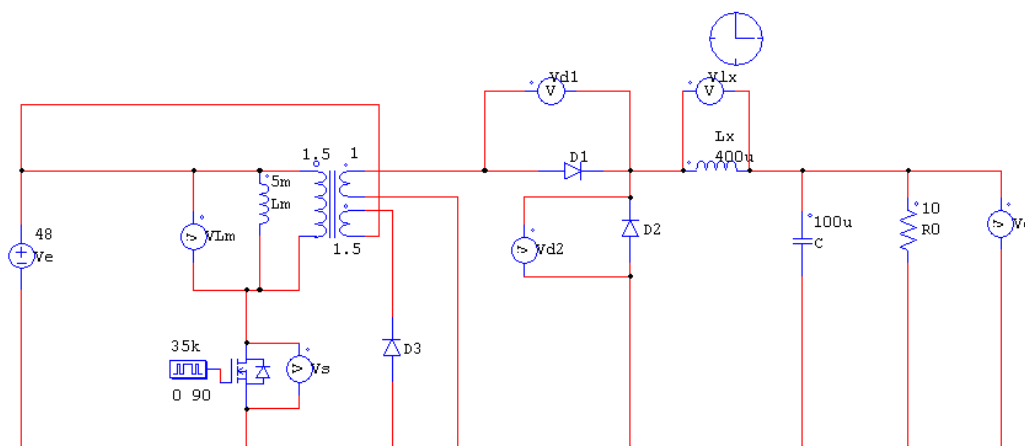 Vd1
V
Vlx
V
Lx
400u
1.5
1
D1
5m
Lm
48
Ve
VLm
V
1.5
Vd2
V
D2
100u
C
10
R0
V
35k
0 90
Vs
V
D3